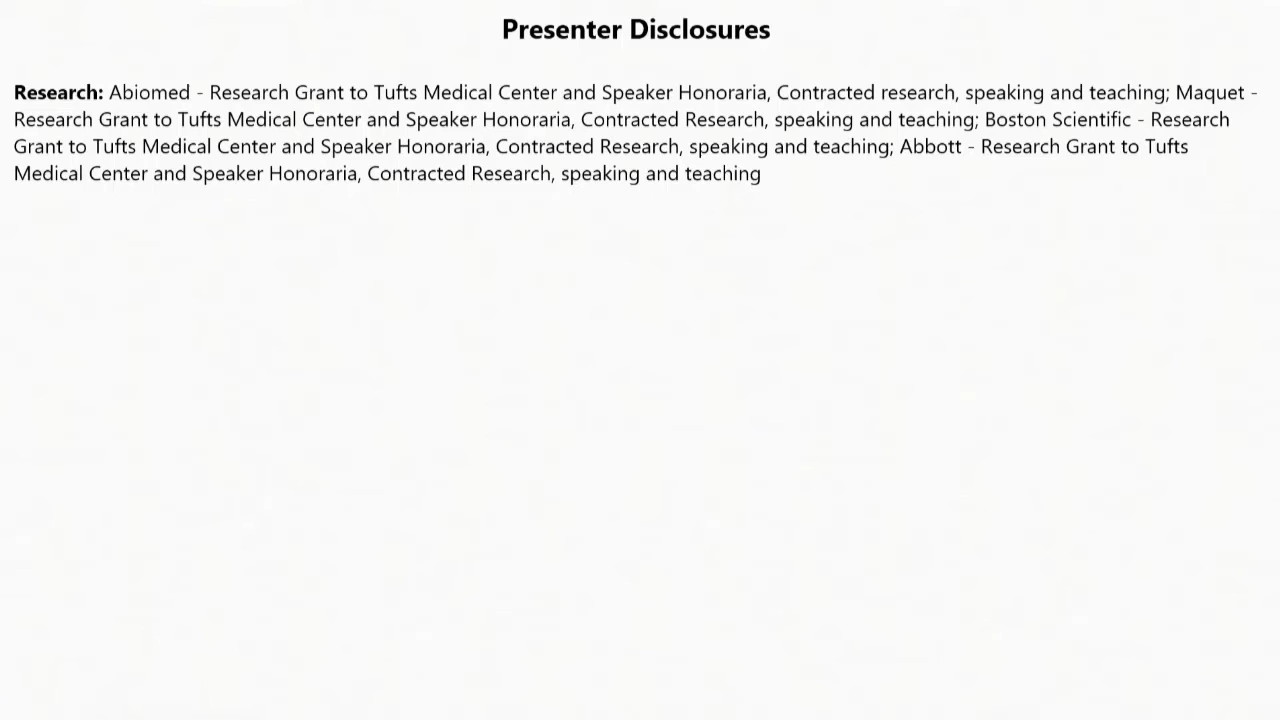 Presenter Disclosures
Research: Abiomed - Research Grant to Tufts Medical Center and Speaker Honoraria, Contracted research, speaking and teaching; Maquet -
Research Grant to Tufts Medical Center and Speaker Honoraria, Contracted Research, speaking and teaching; Boston Scientific - Research
Grant to Tufts Medical Center and Speaker Honoraria, Contracted Research, speaking and teaching; Abbott - Research Grant to Tufts
Medical Center and Speaker Honoraria, Contracted Research, speaking and teaching